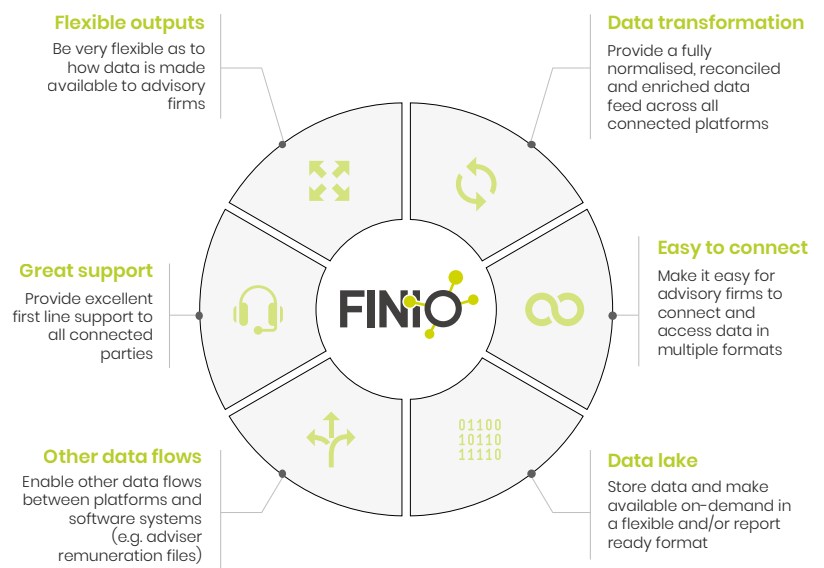 Flexible outputs
Be very flexible as to
how data is made
available to advisory
firms
Data transformation
Provide a fully
normalised, reconciled
and enriched data
feed across all
connected platforms
Great support
Provide excellent
first line support to
all connected
parties
FINIO
Easy to connect
Make it easy for
advisory firms to
connect and
access data in
multiple formats
Other data flows
Enable other data flows
between platforms and
software systems
(e.g. adviser
remuneration files)
01100
10110
11110
Data lake
Store data and make
available on-demand in
a flexible and/or report
ready format